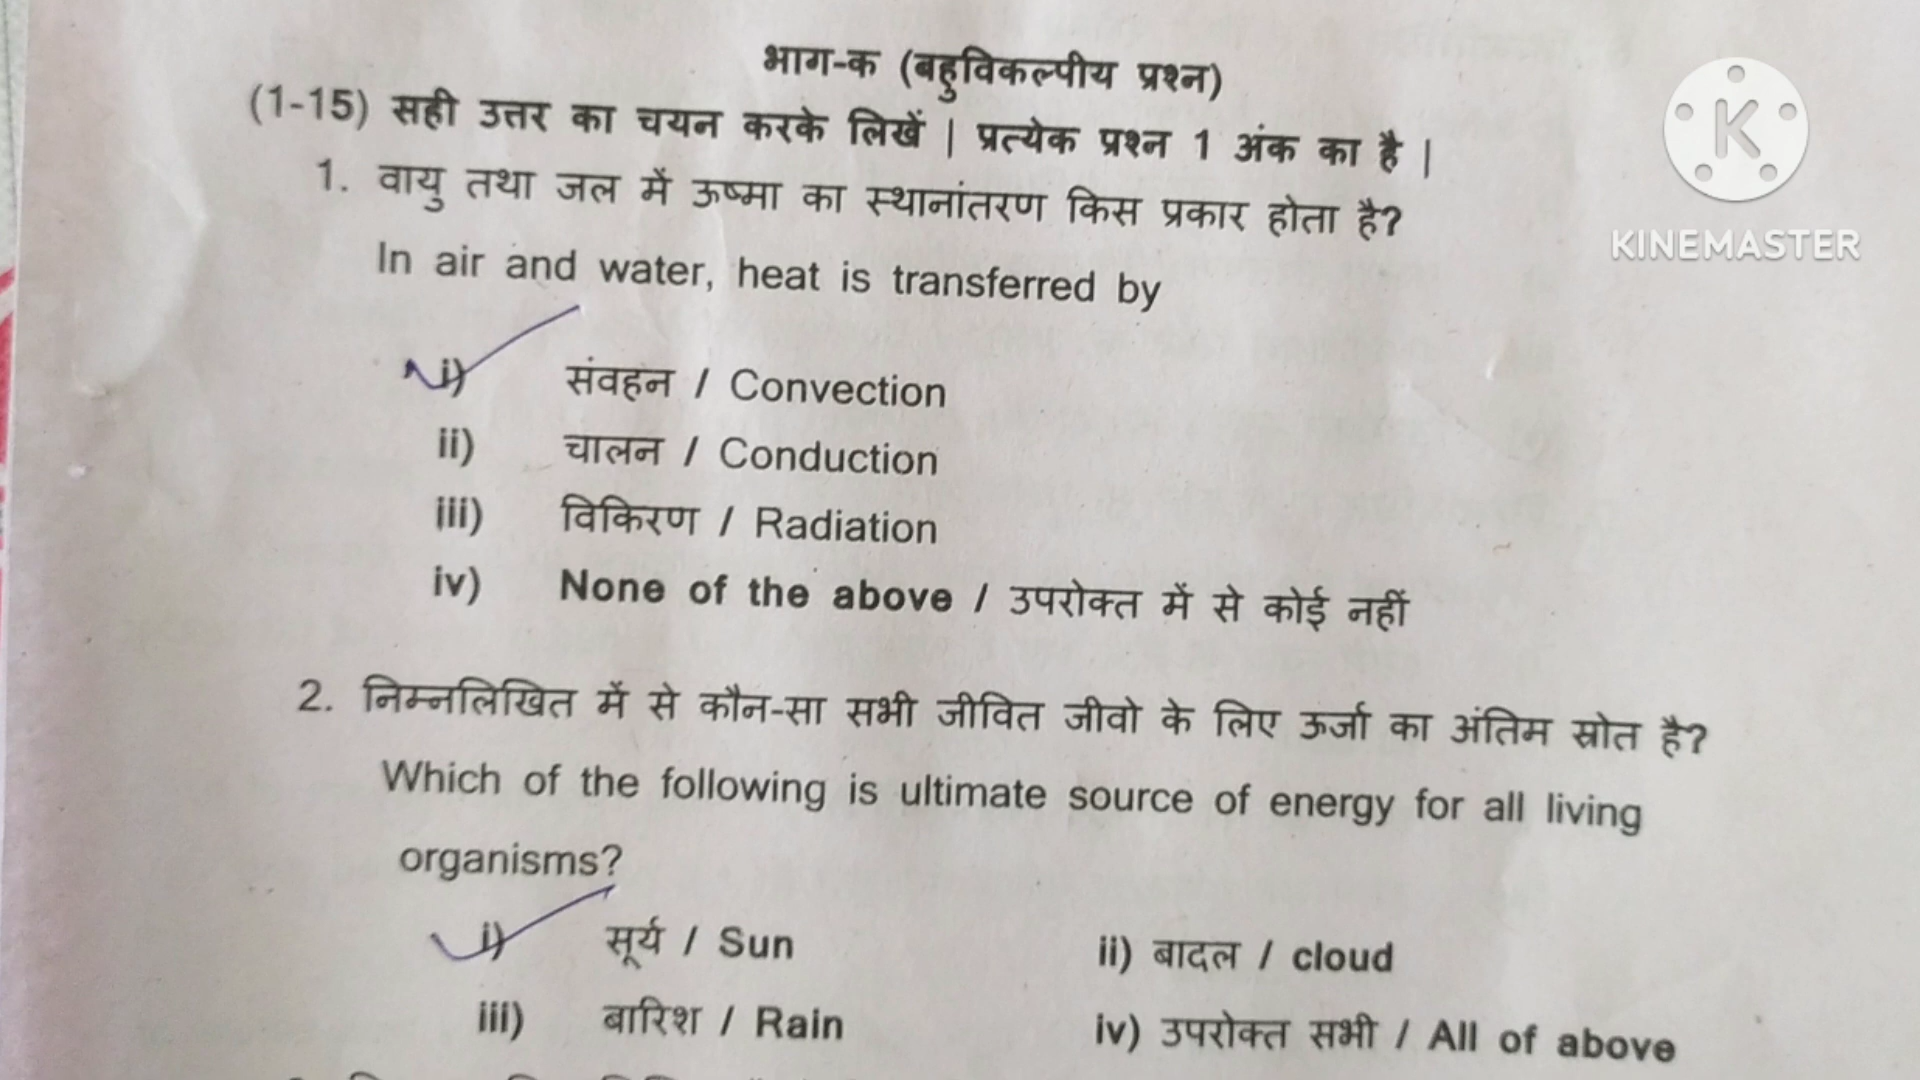 भाग-क (बहुविकल्पीय प्रश्न)
(1-15) सही उत्तर का चयन करके लिखें | प्रत्येक प्रश्न 1 अंक का है |
1. वायु तथा जल में ऊष्मा का स्थानांतरण किस प्रकार होता है?
In air and water, heat is transferred by
i) संवहन / Convection
ii) चालन / Conduction
iii) विकिरण / Radiation
iv) None of the above / उपरोक्त में से कोई नहीं
2. निम्नलिखित में से कौन-सा सभी जीवित जीवो के लिए ऊर्जा का अंतिम स्रोत है?
Which of the following is ultimate source of energy for all living
organisms?
i) सूर्य / Sun ii) बादल / cloud
iii) बारिश / Rain iv) उपरोक्त सभी / All of above
K
KINEMASTER